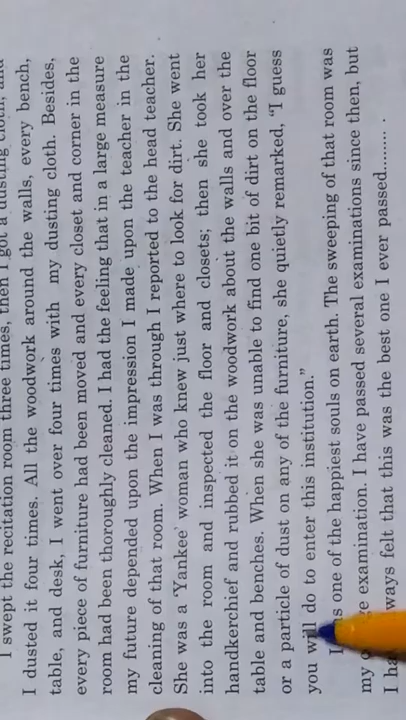 I swept the recitation room three times, then I got a dusting cloth, and
I dusted it four times. All the woodwork around the walls, every bench,
table, and desk, I went over four times with my dusting cloth. Besides,
every piece of furniture had been moved and every closet and corner in the
room had been thoroughly cleaned. I had the feeling that in a large measure
my future depended upon the impression I made upon the teacher in the
cleaning of that room. When I was through I reported to the head teacher.
She was a 'Yankee' woman who knew just where to look for dirt. She went
into the room and inspected the floor and closets; then she took her
handkerchief and rubbed it on the woodwork about the walls and over the
table and benches. When she was unable to find one bit of dirt on the floor
or a particle of dust on any of the furniture, she quietly remarked, "I guess
you will do to enter this institution."
one of the happiest souls on earth. The sweeping of that room was
my examination. I have passed several examinations since then, but
I always felt that this was the best one I ever passed......... .